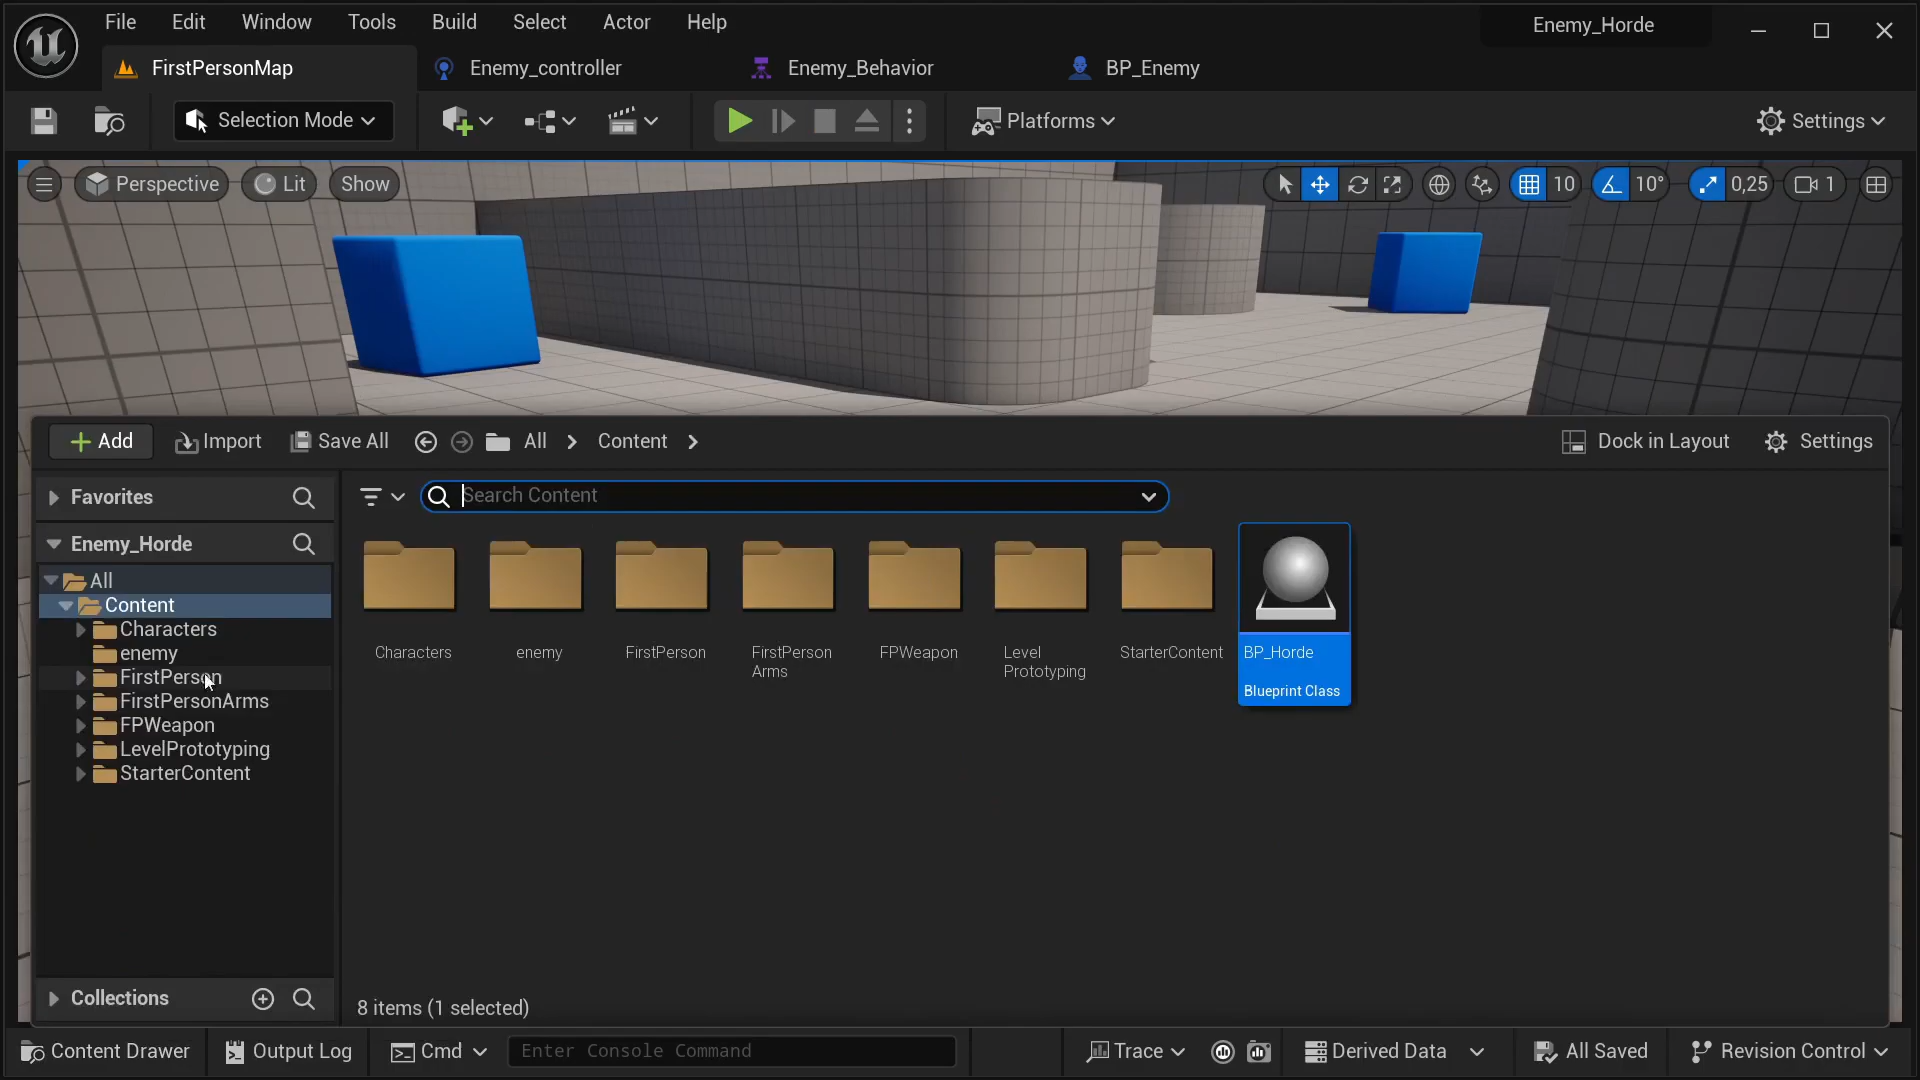 File Edit Window Tools Build Select Actor Help Enemy_Horde
FirstPersonMap Enemy_controller Enemy_Behavior BP_Enemy
Selection Mode Platforms Settings
Perspective Lit Show 10 10° 0,25 1
Add Import Save All All Content Dock in Layout Settings
Favorites
Search Content
Enemy_Horde
All
Content
Characters
enemy
FirstPerson
FirstPersonArms
FPWeapon
LevelPrototyping
StarterContent
Characters enemy FirstPerson FirstPerson FPWeapon Level StarterContent BP_Horde
Arms Prototyping
Blueprint Class
Collections
8 items (1 selected)
Content Drawer Output Log Cmd Enter Console Command Trace Derived Data All Saved Revision Control